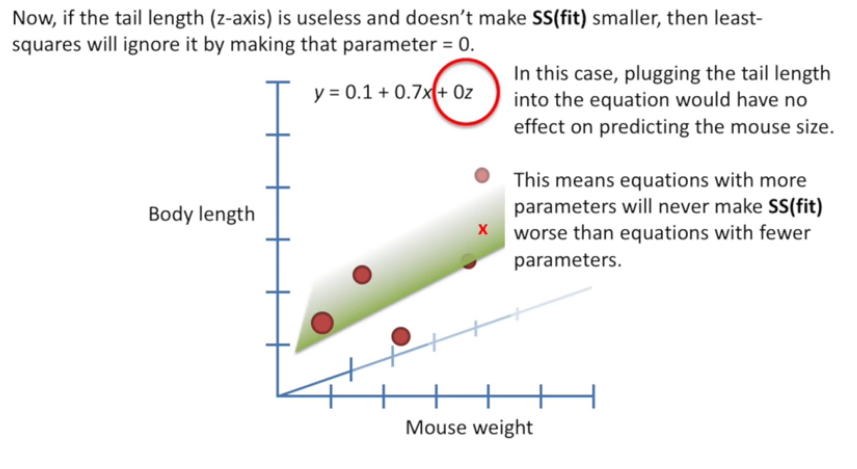 Now, if the tail length (z-axis) is useless and doesn't make SS(fit) smaller, then least-
squares will ignore it by making that parameter = 0.
y = 0.1 + 0.7x + 0z
In this case, plugging the tail length
into the equation would have no
effect on predicting the mouse size.
This means equations with more
parameters will never make SS(fit)
worse than equations with fewer
parameters.
Body length
x
Mouse weight